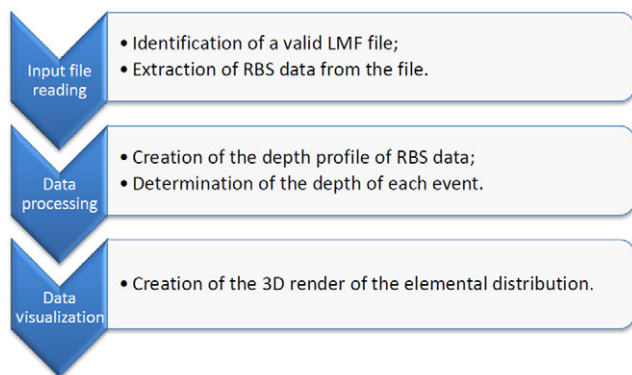 Input file
reading
• Identification of a valid LMF file;
• Extraction of RBS data from the file.
Data
processing
• Creation of the depth profile of RBS data;
• Determination of the depth of each event.
Data
visualization
• Creation of the 3D render of the elemental distribution.